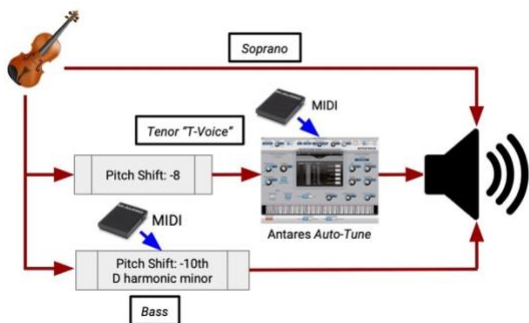 Soprano
Tenor "T-Voice"
MIDI
Pitch Shift: -8
Antares Auto-Tune
MIDI
Pitch Shift: -10th
D harmonic minor
Bass